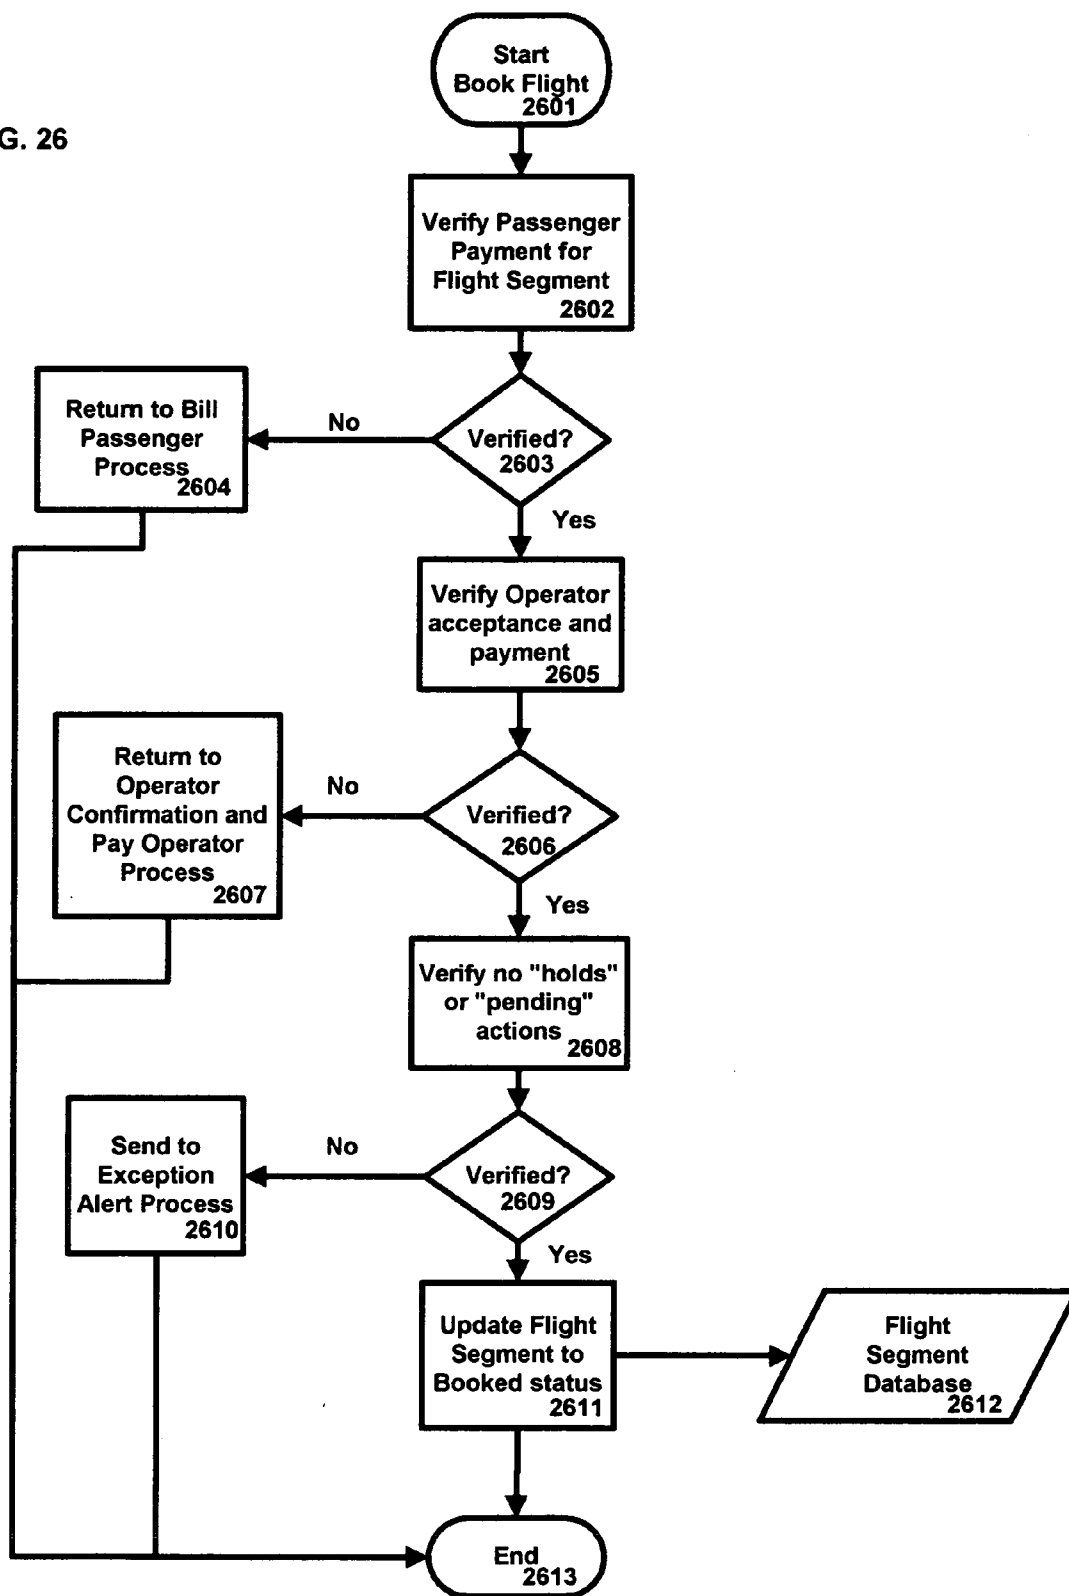 G. 26
Start
Book Flight
2601
Verify Passenger
Payment for
Flight Segment
2602
Return to Bill
Passenger
Process
2604
No
Verified?
2603
Yes
Verify Operator
acceptance and
payment
2605
Return to
Operator
Confirmation and
Pay Operator
Process
2607
No
Verified?
2606
Yes
Verify no "holds"
or "pending"
actions
2608
Send to
Exception
Alert Process
2610
No
Verified?
2609
Yes
Update Flight
Segment to
Booked status
2611
Flight
Segment
Database
2612
End
2613